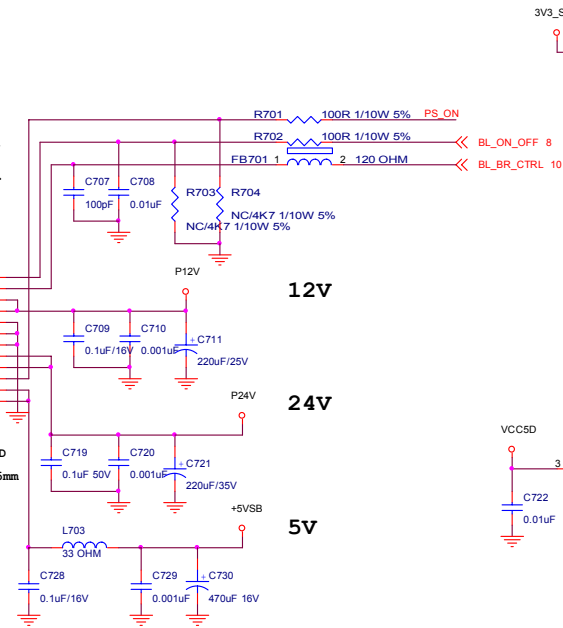 3V3_S
R701 100R 1/10W 5% PS_ON
R702 100R 1/10W 5% BL_ON_OFF 8
FB701 1 2 120 OHM BL_BR_CTRL 10
C707 C708
100pF 0.01uF
R703 R704
NC/4K7 1/10W 5%
NC/4K7 1/10W 5%
P12V
12V
C709 C710 + C711
0.1uF/16V 0.001uF
220uF/25V
P24V
24V
VCC5D
D
C719 C720 + C721
3
0.1uF 50V 0.001uF
5mm
220uF/35V
C722
0.01uF
+5VSB
5V
L703
33 OHM
C728 C729 + C730
0.1uF/16V 0.001uF 470uF 16V